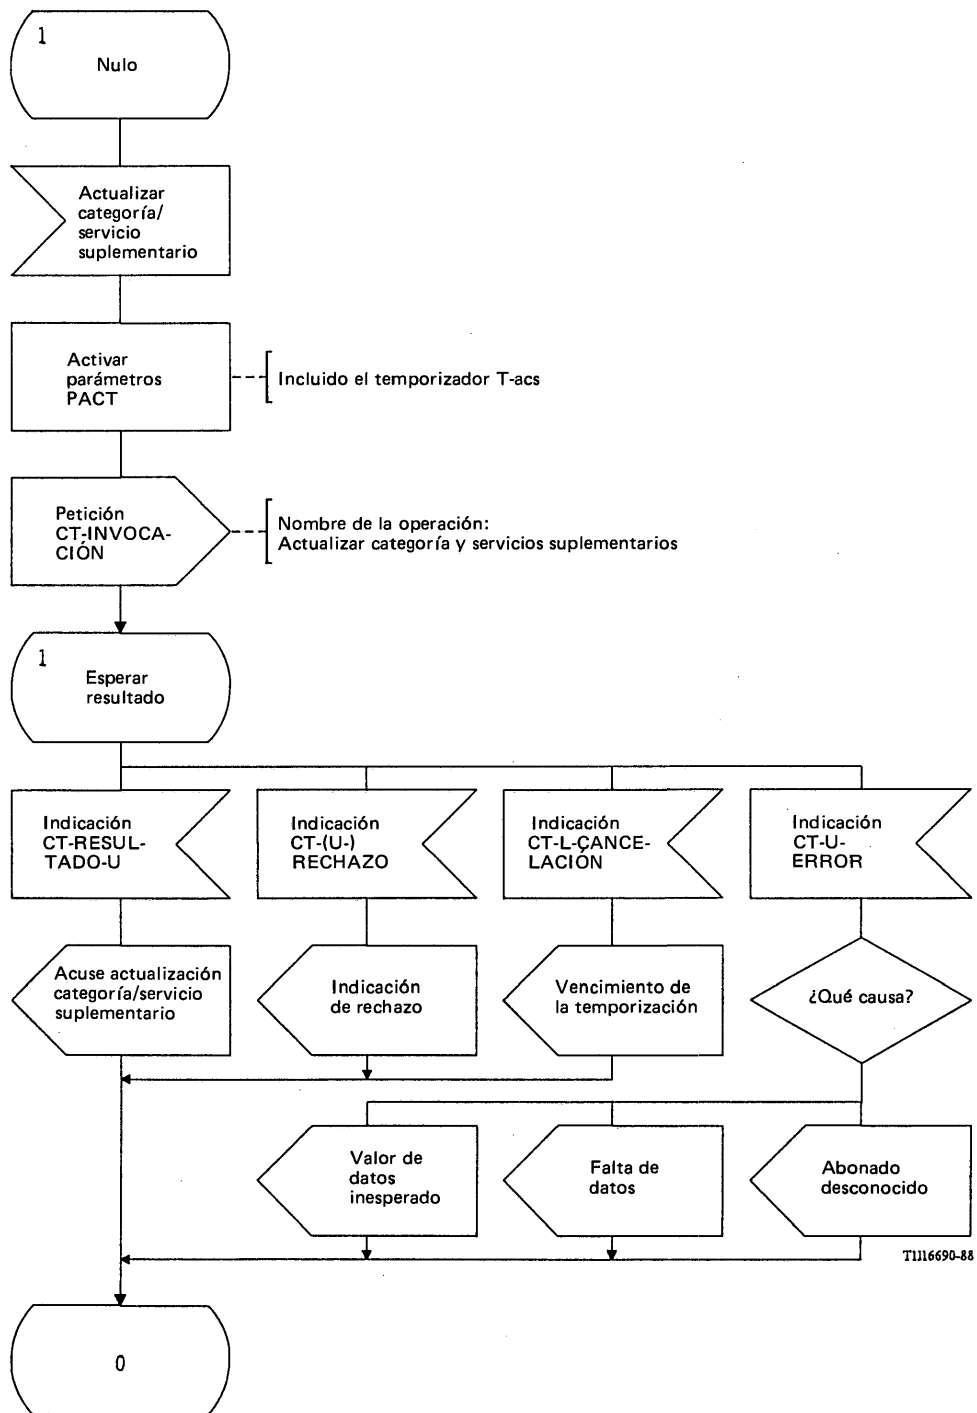 1
Nulo
Actualizar
categoría/
servicio
suplementario
Activar
parámetros
PACT
Incluido el temporizador T-acs
Petición
CT-INVOCA-
CIÓN
Nombre de la operación:
Actualizar categoría y servicios suplementarios
1
Esperar
resultado
Indicación
CT-RESUL-
TADO-U
Indicación
CT-(U-)
RECHAZO
Indicación
CT-L-CANCE-
LACIÓN
Indicación
CT-U-
ERROR
Acuse actualización
categoría/servicio
suplementario
Indicación
de rechazo
Vencimiento de
la temporización
¿Qué causa?
Valor de
datos
inesperado
Falta de
datos
Abonado
desconocido
T1116690-88
0